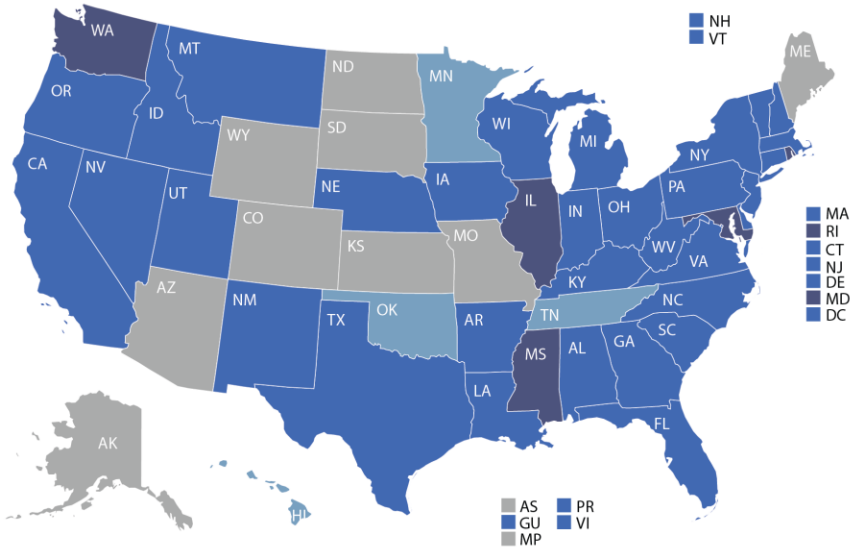 NH
VT
WA
MT
ND
MN
ME
OR
ID
WY
SD
WI
MI
NY
CA
NV
UT
NE
IA
PA
IL
IN
OH
CO
KS
MO
WV
VA
KY
MA
RI
CT
NJ
DE
MD
DC
AZ
NM
TX
OK
AR
TN
NC
SC
MS
AL
GA
LA
FL
AK
HI
AS
GU
MP
PR
VI